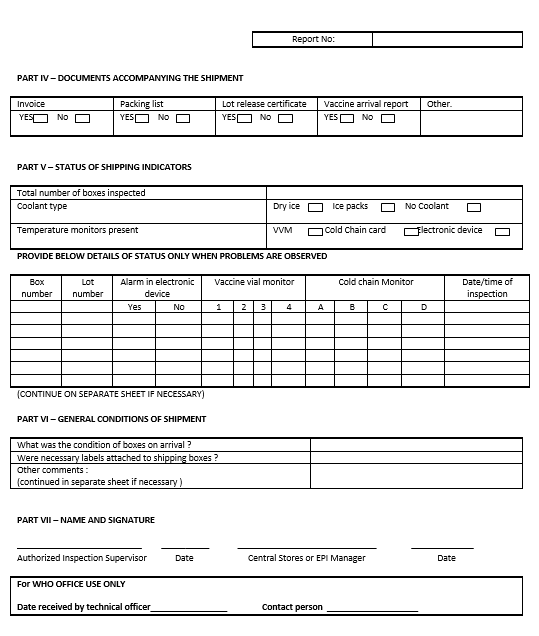 Report No:
PART IV – DOCUMENTS ACCOMPANYING THE SHIPMENT
Invoice Packing list Lot release certificate Vaccine arrival report Other.
YES No YES No YES No YES No
PART V – STATUS OF SHIPPING INDICATORS
Total number of boxes inspected
Coolant type Dry ice Ice packs No Coolant
Temperature monitors present VVM Cold Chain card Electronic device
PROVIDE BELOW DETAILS OF STATUS ONLY WHEN PROBLEMS ARE OBSERVED
Box number Lot number Alarm in electronic device Vaccine vial monitor Cold chain Monitor Date/time of inspection
Yes No 1 2 3 4 A B C D
(CONTINUE ON SEPARATE SHEET IF NECESSARY)
PART VI – GENERAL CONDITIONS OF SHIPMENT
What was the condition of boxes on arrival ?
Were necessary labels attached to shipping boxes ?
Other comments :
(continued in separate sheet if necessary )
PART VII – NAME AND SIGNATURE
Authorized Inspection Supervisor Date Central Stores or EPI Manager Date
For WHO OFFICE USE ONLY
Date received by technical officer Contact person